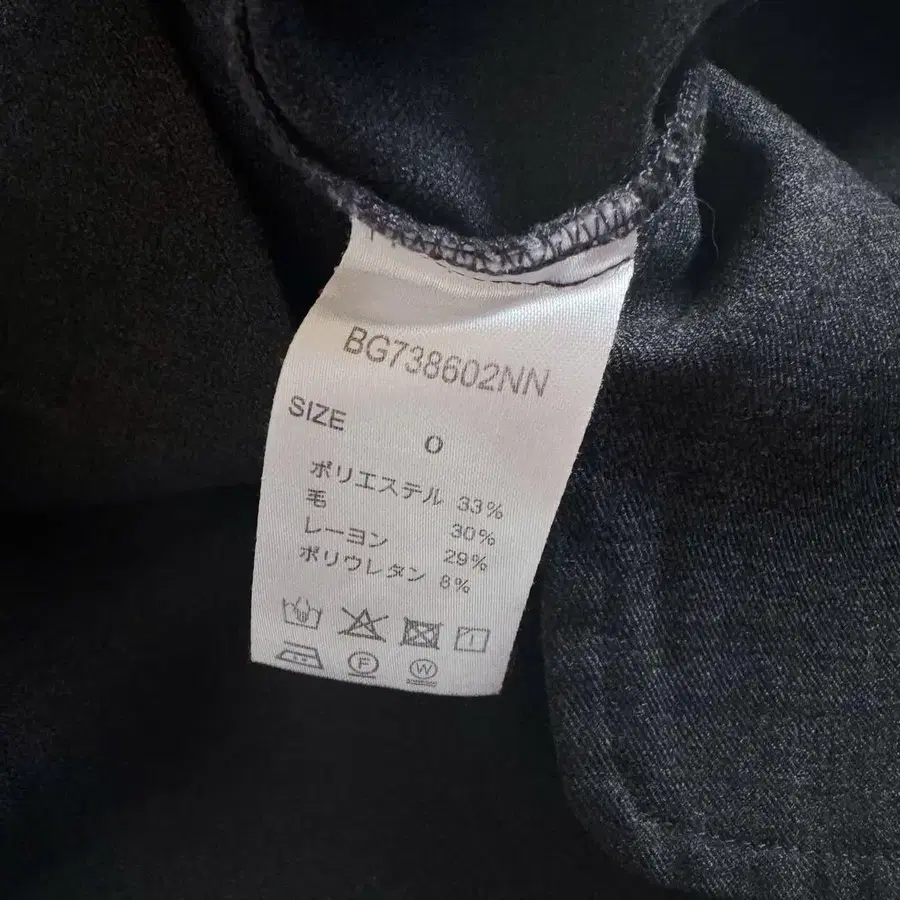 BG738602NN
SIZE 0
ポリエステル 33%
毛 30%
レーヨン 29%
ポリウレタン 8%
F W